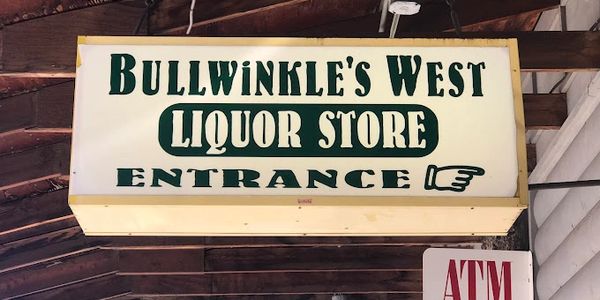 BULLWiNKLE'S WEST
LIQUOR STORE
ENTRANCE
ATM